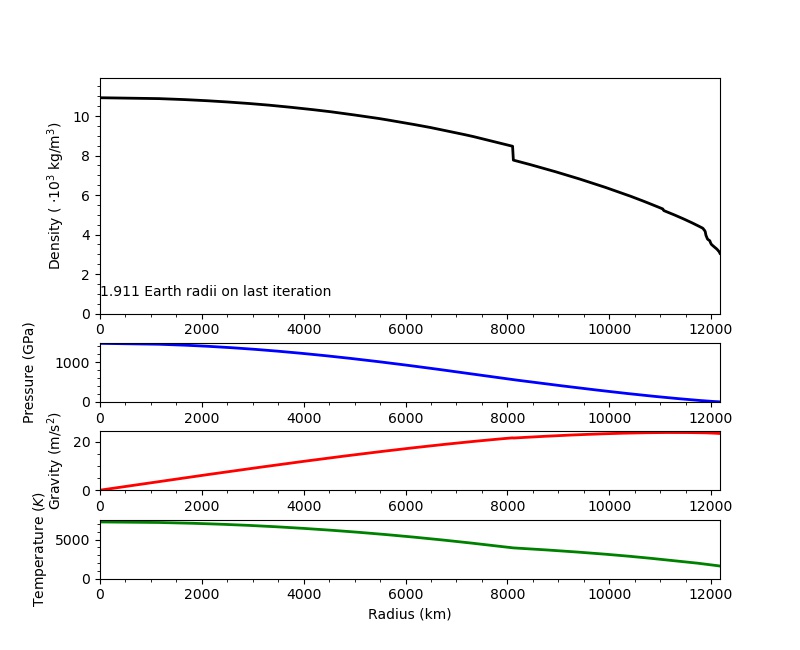 Density ( ·10³ kg/m³)
10
8
6
4
2
0
1.911 Earth radii on last iteration
0 2000 4000 6000 8000 10000 12000
Pressure (GPa)
1000
0
0 2000 4000 6000 8000 10000 12000
Gravity (m/s²)
20
0
0 2000 4000 6000 8000 10000 12000
Temperature (K)
5000
0
0 2000 4000 6000 8000 10000 12000
Radius (km)